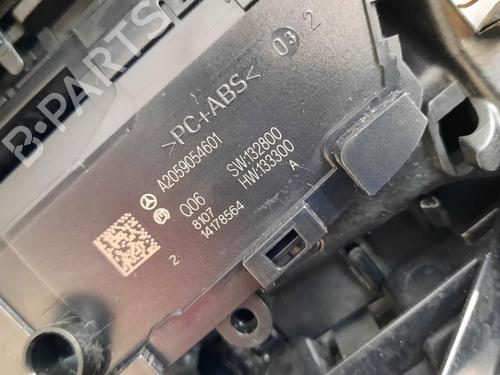 B-PARTS
>PC+ABS<
03 2
A2059054601
Q06 SW:132800
8107 HW:133300
14178564 A
2